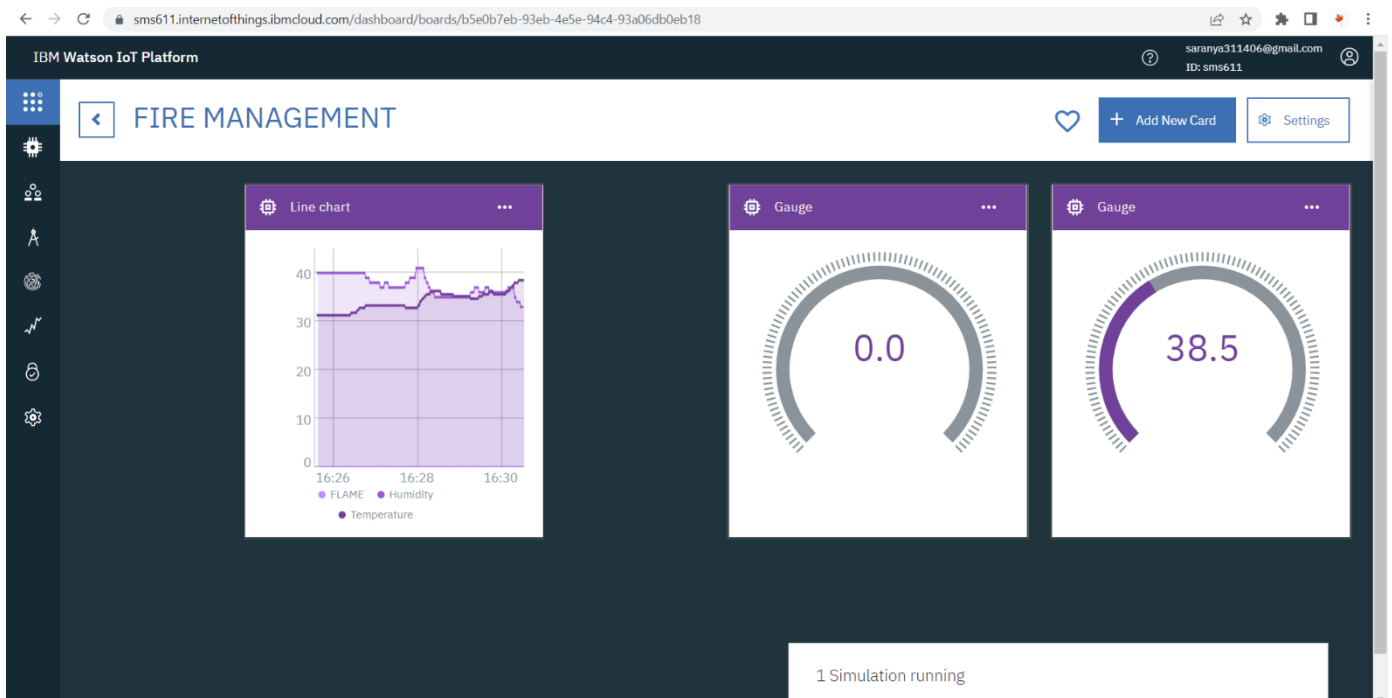 sms611.internetofthings.ibmcloud.com/dashboard/boards/b5e0b7eb-93eb-4e5e-94c4-93a06db0eb18
IBM Watson IoT Platform
saranya311406@gmail.com
ID: sms611
FIRE MANAGEMENT
+ Add New Card
Settings
Line chart
40
30
20
10
0
16:26 16:28 16:30
FLAME Humidity
Temperature
Gauge
0.0
Gauge
38.5
1 Simulation running